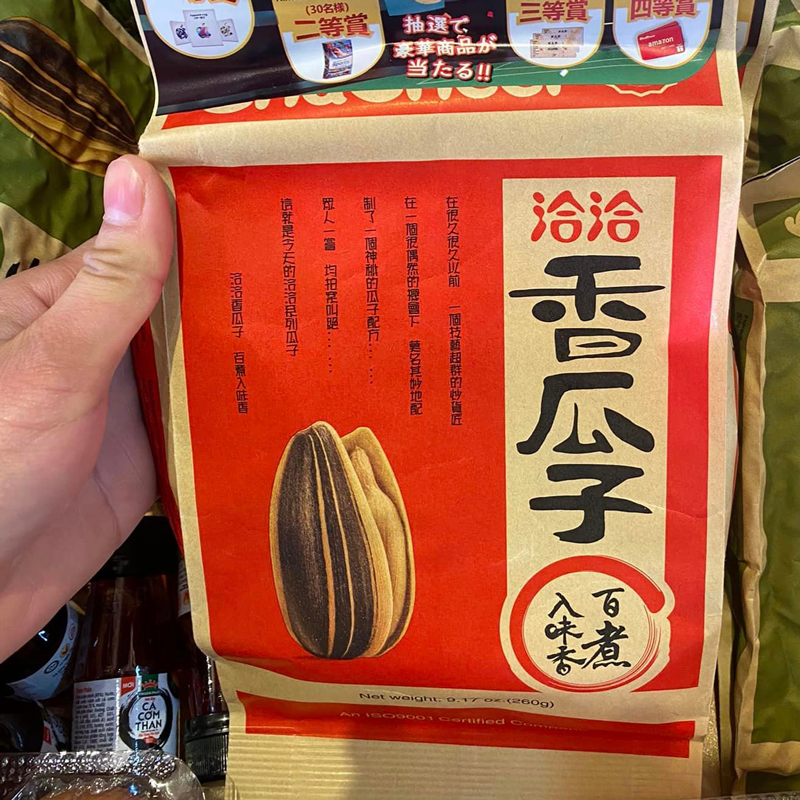 (30名様)
二等賞
抽選で、
豪華商品が
当たる!!
三等賞
四等賞
amazon
ChaCheer
洽洽
香瓜子
百煮
入味香
在很久很久以前 一個技藝超群的炒貨匠
在一個很偶然的機會下 莫名其妙地配
制了一個神秘的瓜子配方……
眾人一嘗 均拍案叫絕……
這就是今天的洽洽系列瓜子
洽洽香瓜子 百煮入味香
Net weight: 9.17 oz.(260g)
An ISO9001 Certified
MỚI
CÁ
CƠM
THAN